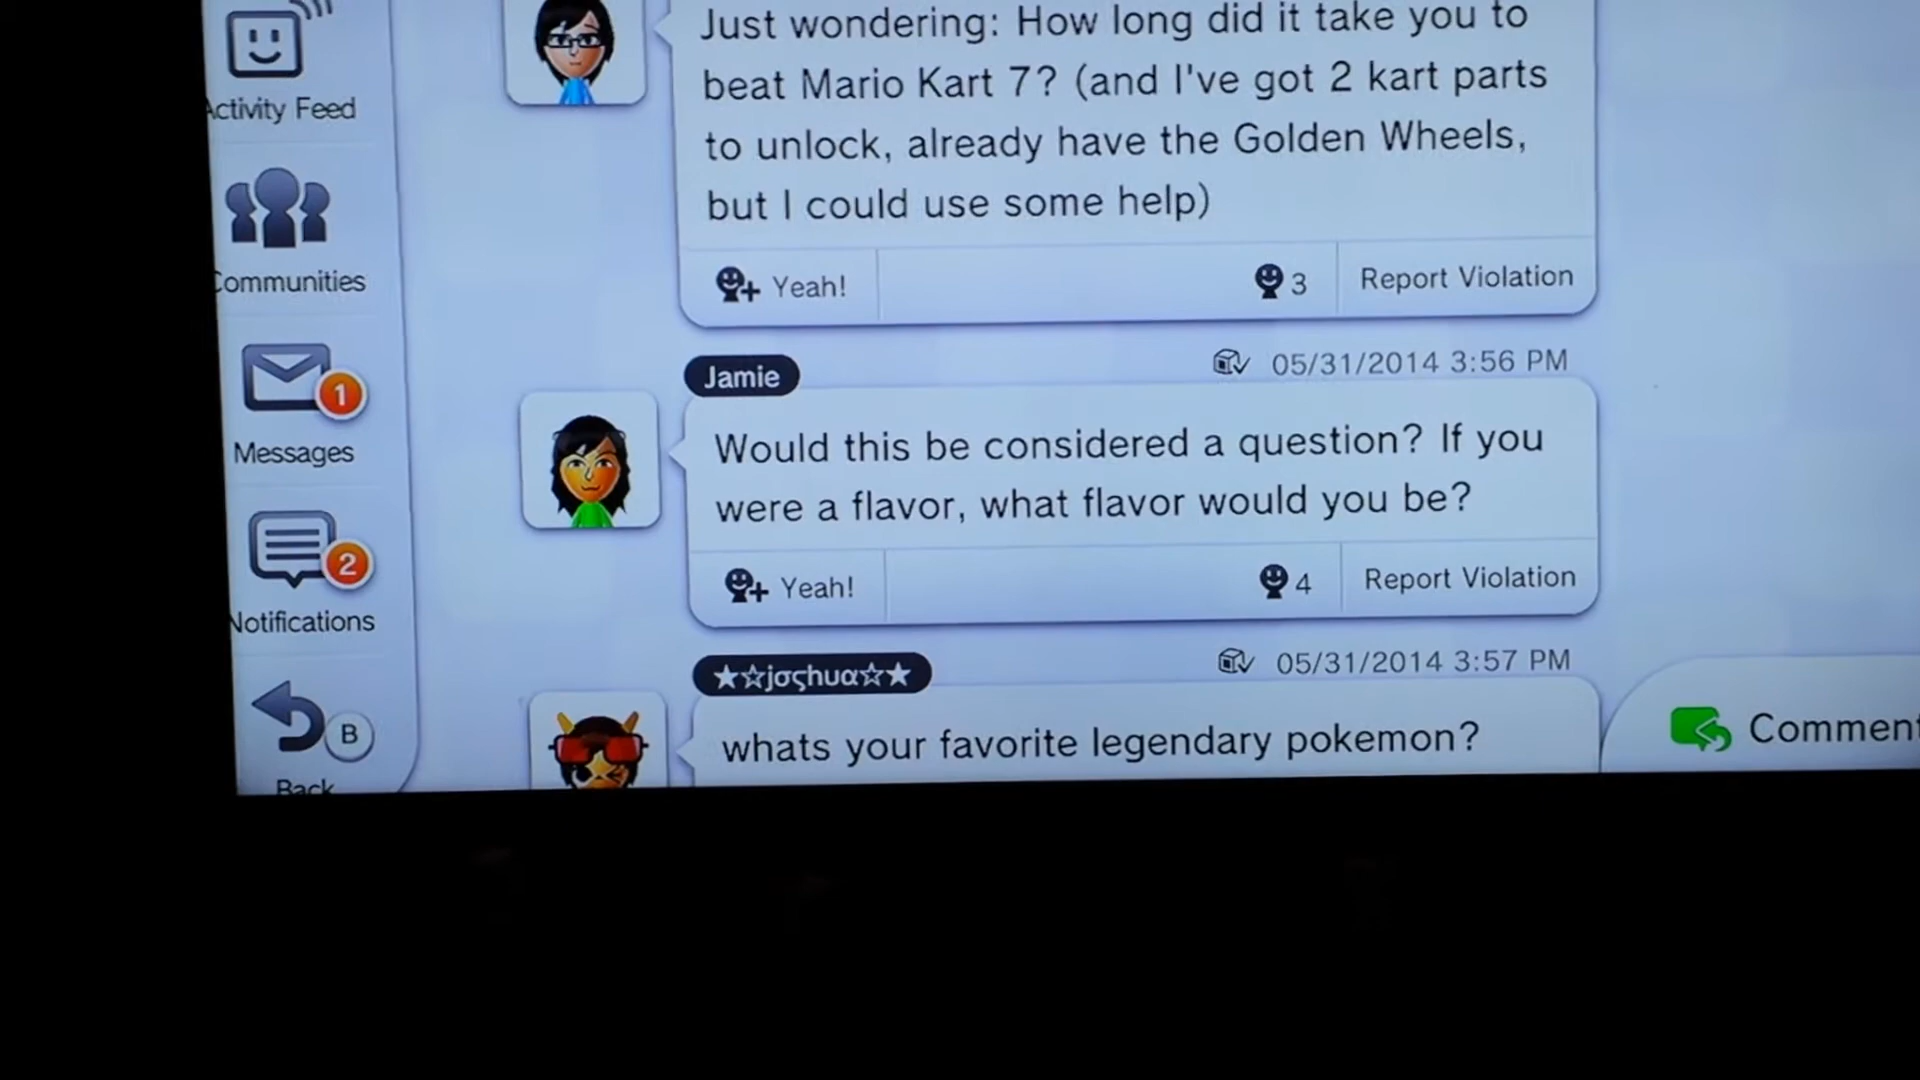 Activity Feed
Communities
1
Messages
2
Notifications
B
Back
Just wondering: How long did it take you to
beat Mario Kart 7? (and I've got 2 kart parts
to unlock, already have the Golden Wheels,
but I could use some help)
Yeah! 3 Report Violation
Jamie 05/31/2014 3:56 PM
Would this be considered a question? If you
were a flavor, what flavor would you be?
Yeah! 4 Report Violation
★☆jσςhuα☆★ 05/31/2014 3:57 PM
whats your favorite legendary pokemon?
Comment